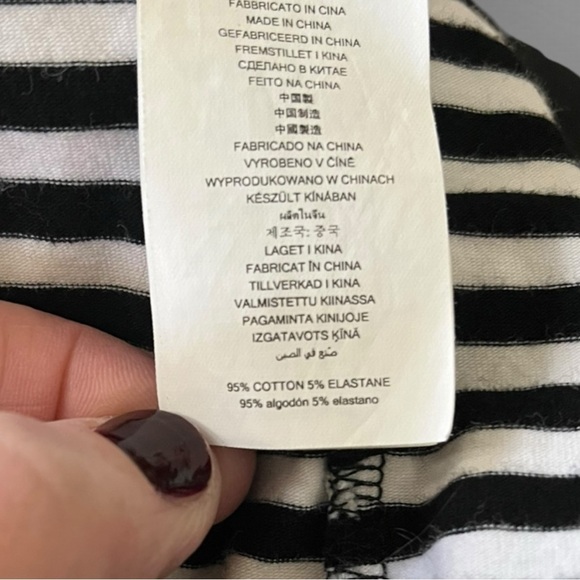 FABBRICATO IN CINA
MADE IN CHINA
GEFABRICEERD IN CHINA
FREMSTILLET I KINA
СДЕЛАНО В КИТАЕ
FEITO NA CHINA
中国製
中国制造
中國製造
FABRICADO NA CHINA
VYROBENO V ČÍNĚ
WYPRODUKOWANO W CHINACH
KÉSZÜLT KÍNÁBAN
ผลิตในจีน
제조국: 중국
LAGET I KINA
FABRICAT ÎN CHINA
TILLVERKAD I KINA
VALMISTETTU KIINASSA
PAGAMINTA KINIJOJE
IZGATAVOTS ĶĪNĀ
صنع في الصين
95% COTTON 5% ELASTANE
95% algodón 5% elastano